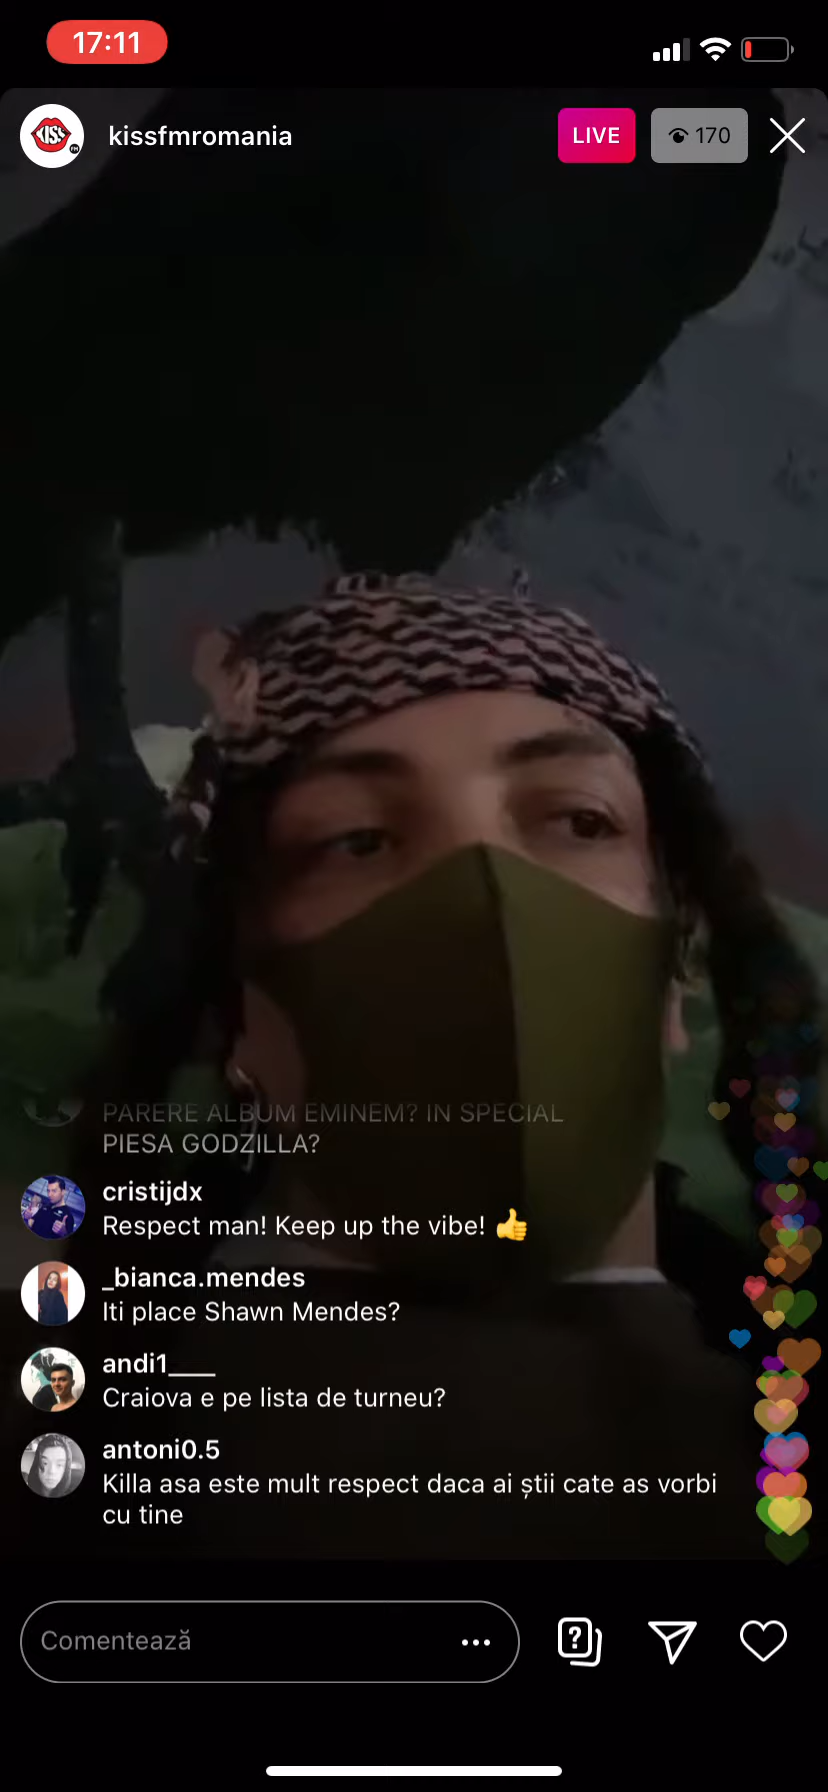 17:11
KISS
FM
kissfmromania
LIVE
170
PARERE ALBUM EMINEM? IN SPECIAL
PIESA GODZILLA?
cristijdx
Respect man! Keep up the vibe! 👍
_bianca.mendes
Iti place Shawn Mendes?
andi1____
Craiova e pe lista de turneu?
antoni0.5
Killa asa este mult respect daca ai știi cate as vorbi
cu tine
Comentează